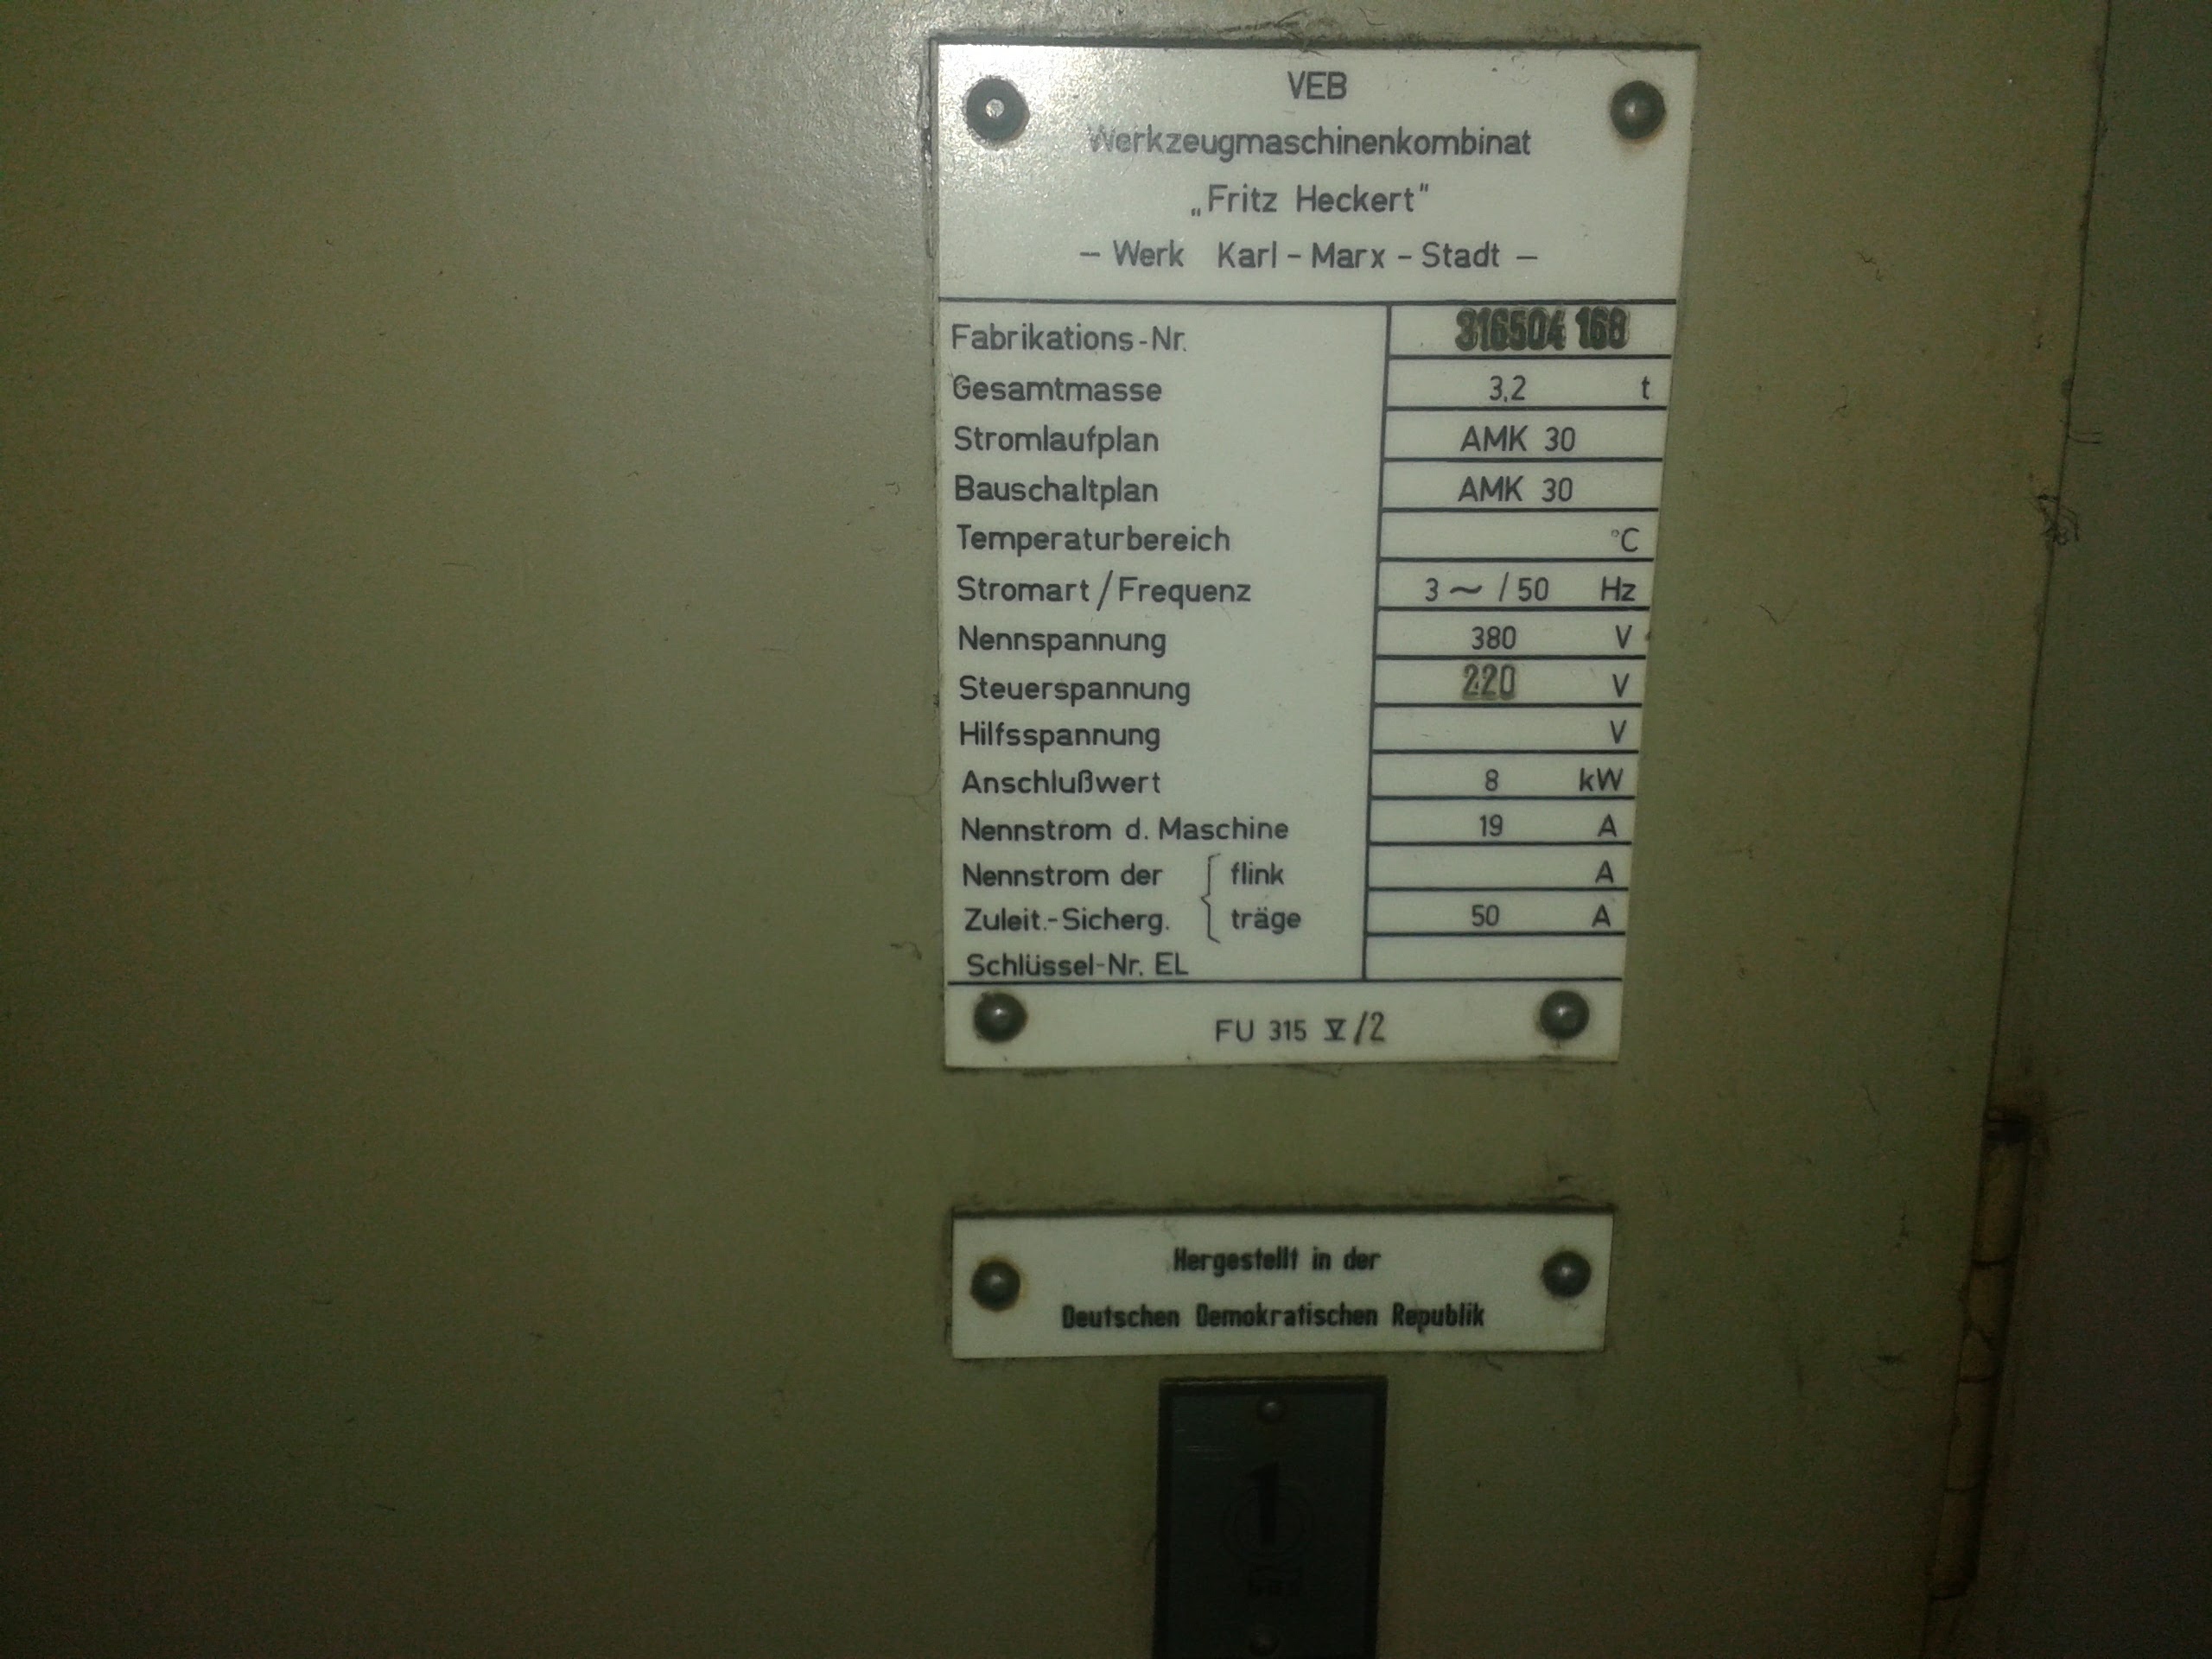 VEB
Werkzeugmaschinenkombinat
„Fritz Heckert"
– Werk Karl – Marx – Stadt –
Fabrikations-Nr. 316504 168
Gesamtmasse 3,2 t
Stromlaufplan AMK 30
Bauschaltplan AMK 30
Temperaturbereich °C
Stromart / Frequenz 3 ~ / 50 Hz
Nennspannung 380 V
Steuerspannung 220 V
Hilfsspannung V
Anschlußwert 8 kW
Nennstrom d. Maschine 19 A
Nennstrom der { flink A
Zuleit.-Sicherg. { träge 50 A
Schlüssel-Nr. EL
FU 315 V/2
Hergestellt in der
Deutschen Demokratischen Republik
1